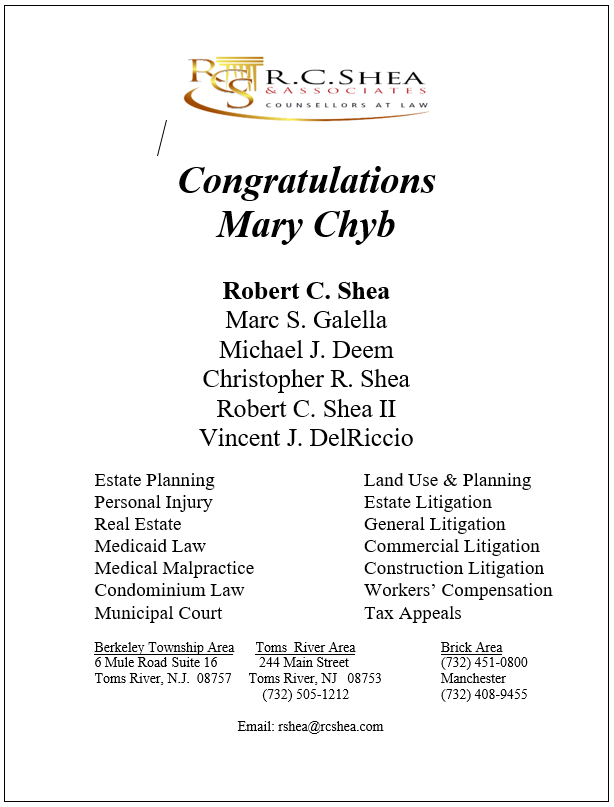 RCS R.C.SHEA
& ASSOCIATES
COUNSELLORS AT LAW
Congratulations
Mary Chyb
Robert C. Shea
Marc S. Galella
Michael J. Deem
Christopher R. Shea
Robert C. Shea II
Vincent J. DelRiccio
Estate Planning Land Use & Planning
Personal Injury Estate Litigation
Real Estate General Litigation
Medicaid Law Commercial Litigation
Medical Malpractice Construction Litigation
Condominium Law Workers’ Compensation
Municipal Court Tax Appeals
Berkeley Township Area Toms River Area Brick Area
6 Mule Road Suite 16 244 Main Street (732) 451-0800
Toms River, N.J. 08757 Toms River, NJ 08753 Manchester
(732) 505-1212 (732) 408-9455
Email: rshea@rcshea.com